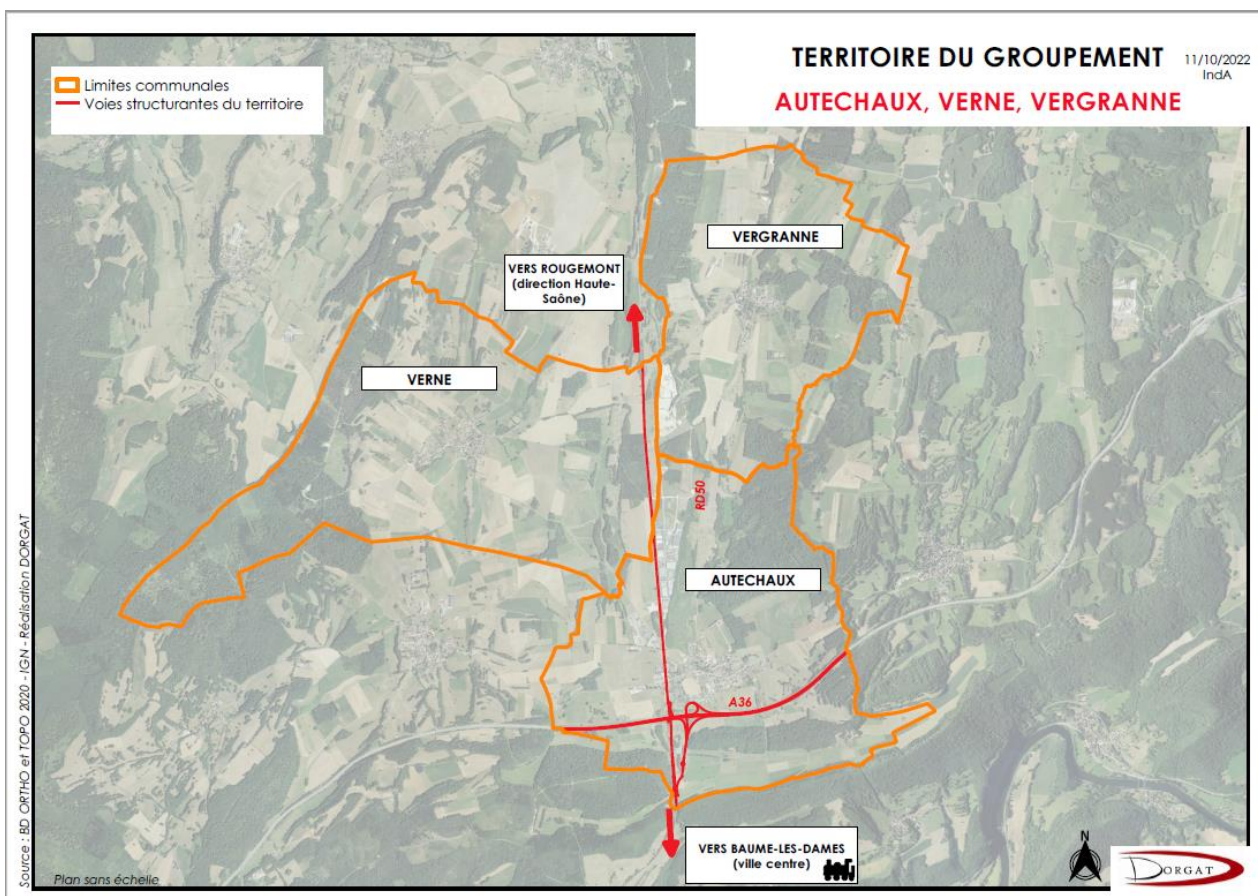 TERRITOIRE DU GROUPEMENT
11/10/2022
IndA
AUTECHAUX, VERNE, VERGRANNE
Limites communales
Voies structurantes du territoire
VERGRANNE
VERS ROUGEMONT
(direction Haute-
Saône)
VERNE
RD50
AUTECHAUX
A36
VERS BAUME-LES-DAMES
(ville centre)
N
DORGAT
Plan sans échelle
Source : BD ORTHO et TOPO 2020 - IGN - Réalisation DORGAT